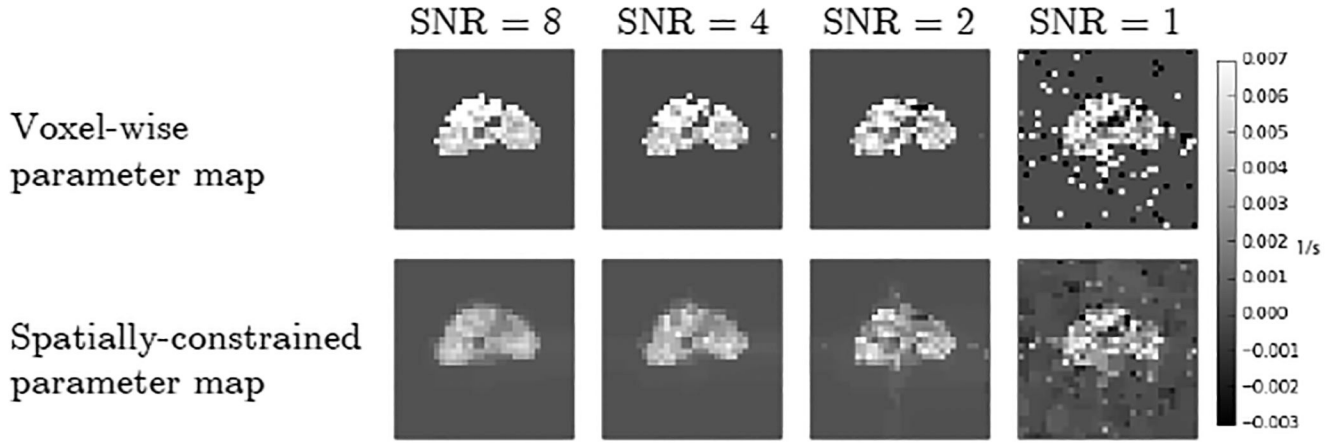 SNR = 8 SNR = 4 SNR = 2 SNR = 1
Voxel-wise
parameter map
Spatially-constrained
parameter map
0.007
0.006
0.005
0.004
0.003
0.002
1/s
0.001
0.000
−0.001
−0.002
−0.003